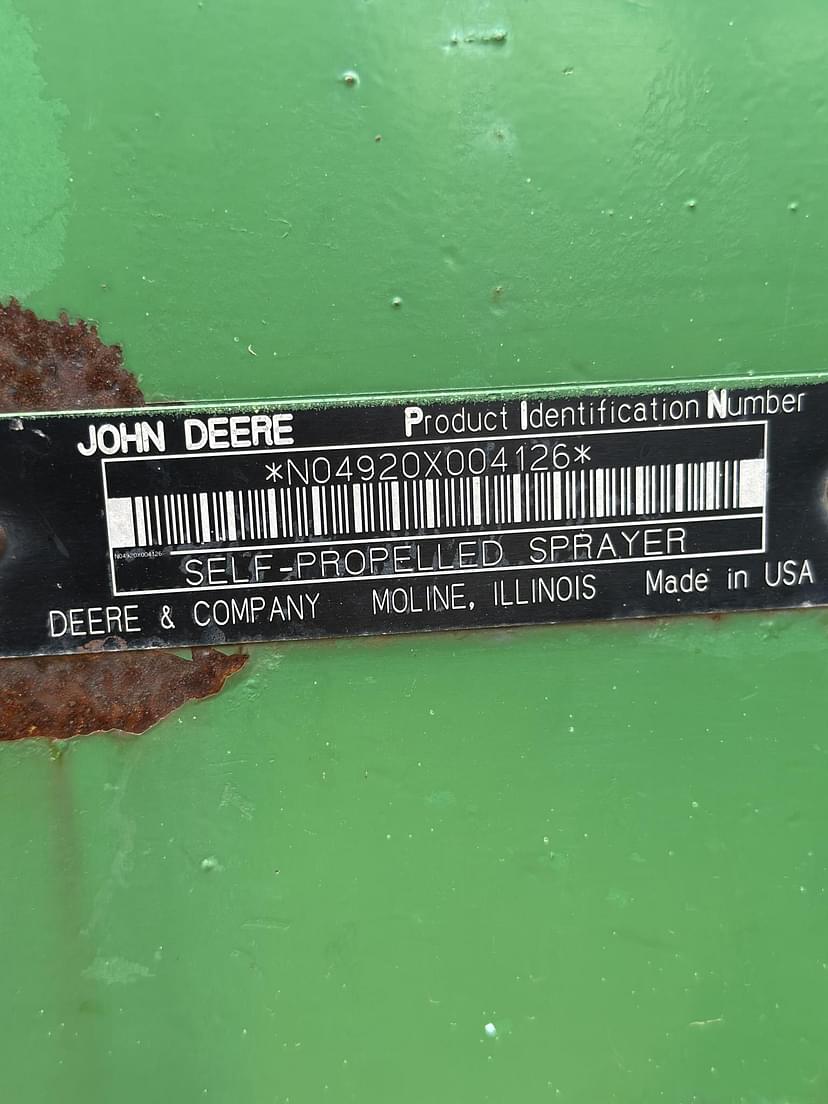 JOHN DEERE Product Identification Number
*N04920X004126*
N04920X004126
SELF-PROPELLED SPRAYER
DEERE & COMPANY MOLINE, ILLINOIS Made in USA